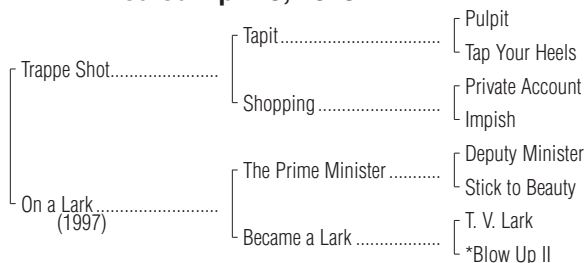 Pulpit
Tapit
Tap Your Heels
Trappe Shot
Private Account
Shopping
Impish
Deputy Minister
The Prime Minister
Stick to Beauty
On a Lark
(1997)
T. V. Lark
Became a Lark
*Blow Up II